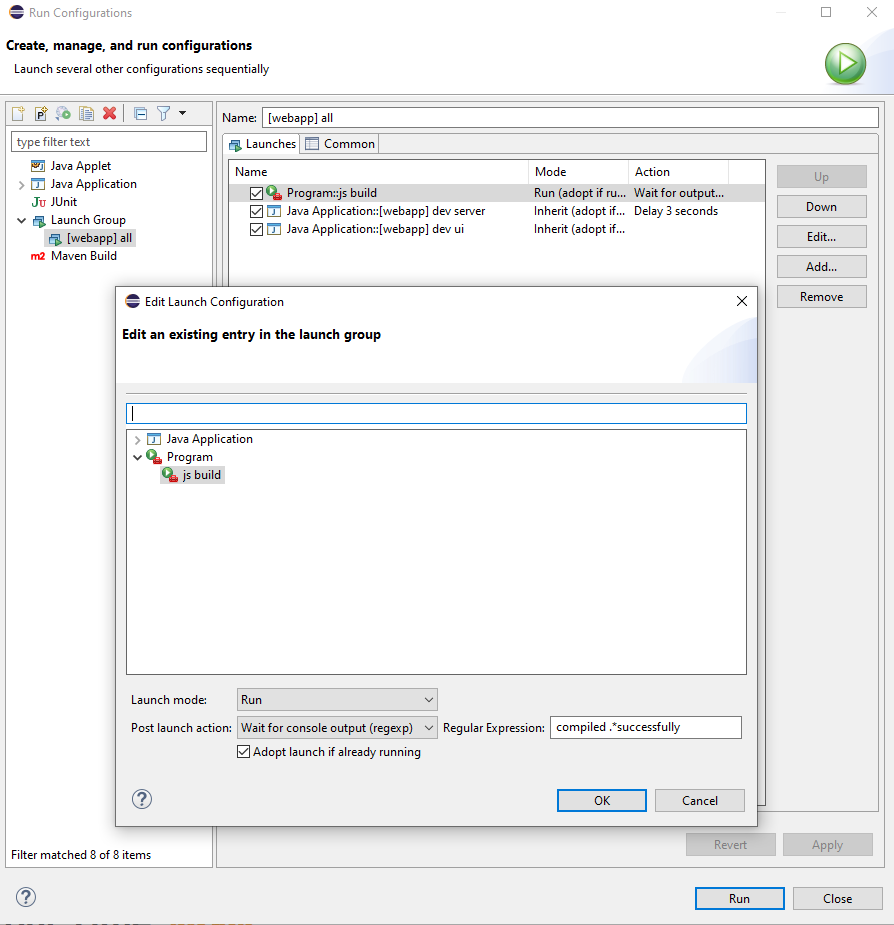 Run Configurations
Create, manage, and run configurations
Launch several other configurations sequentially
type filter text
Java Applet
Java Application
JUnit
Launch Group
[webapp] all
Maven Build
Filter matched 8 of 8 items
Name: [webapp] all
Launches Common
Name Mode Action
Program::js build Run (adopt if ru... Wait for output...
Java Application::[webapp] dev server Inherit (adopt if... Delay 3 seconds
Java Application::[webapp] dev ui Inherit (adopt if...
Up
Down
Edit...
Add...
Remove
Edit Launch Configuration
Edit an existing entry in the launch group
Java Application
Program
js build
Launch mode: Run
Post launch action: Wait for console output (regexp) Regular Expression: compiled .*successfully
Adopt launch if already running
OK Cancel
Revert Apply
Run Close